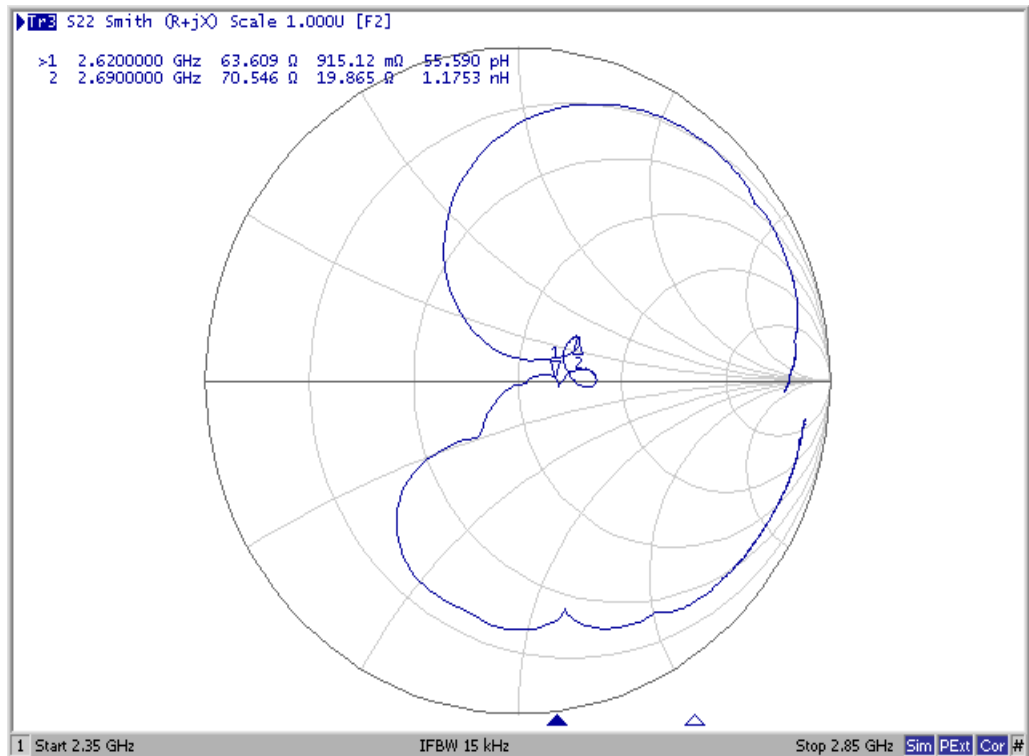 Tr3 S22 Smith (R+jX) Scale 1.000U [F2]
>1 2.6200000 GHz 63.609 Ω 915.12 mΩ 55.590 pH
2 2.6900000 GHz 70.546 Ω 19.865 Ω 1.1753 nH
1
2
1 Start 2.35 GHz IFBW 15 kHz Stop 2.85 GHz Sim PExt Cor #